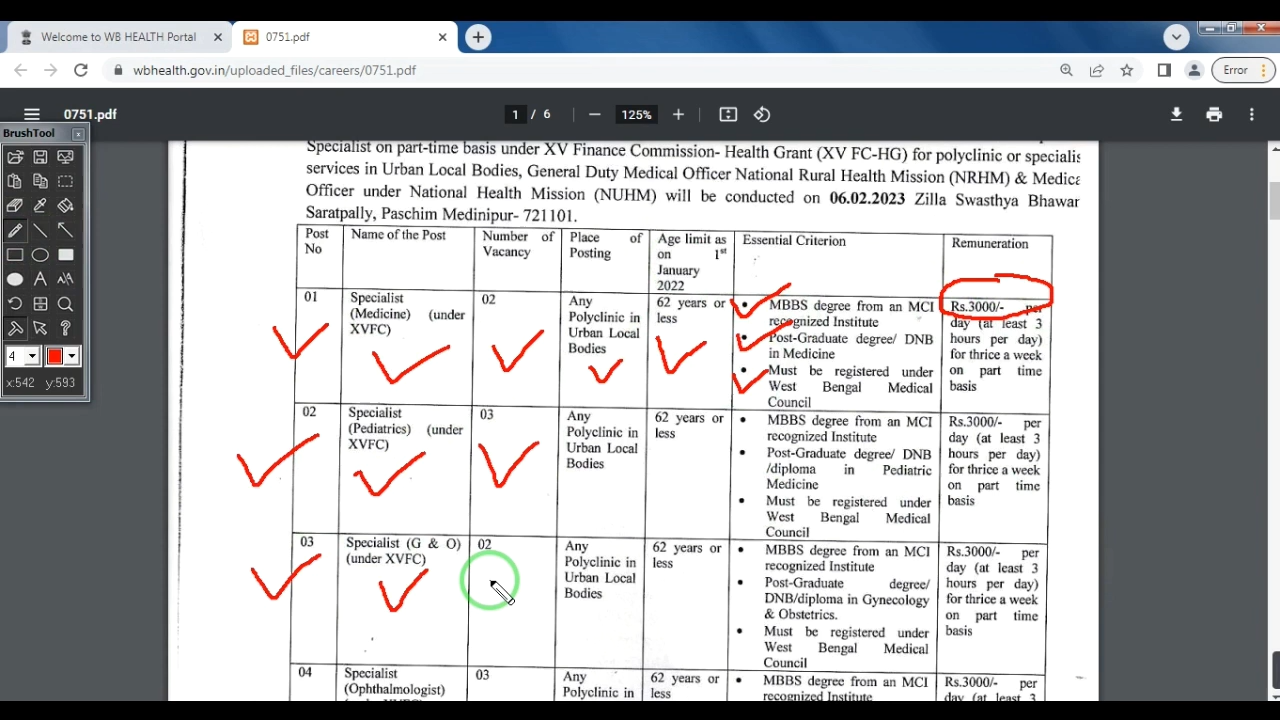 Welcome to WB HEALTH Portal
0751.pdf
wbhealth.gov.in/uploaded_files/careers/0751.pdf
Error
0751.pdf
1 / 6
125%
BrushTool
A
4
x:542 y:593
Specialist on part-time basis under XV Finance Commission- Health Grant (XV FC-HG) for polyclinic or specialis
services in Urban Local Bodies, General Duty Medical Officer National Rural Health Mission (NRHM) & Medica
Officer under National Health Mission (NUHM) will be conducted on 06.02.2023 Zilla Swasthya Bhawan
Saratpally, Paschim Medinipur- 721101.
Post
No
Name of the Post
Number of
Vacancy
Place of
Posting
Age limit as
on 1st
January
2022
Essential Criterion
Remuneration
01
Specialist
(Medicine) (under
XVFC)
02
Any
Polyclinic in
Urban Local
Bodies
62 years or
less
• MBBS degree from an MCI
recognized Institute
• Post-Graduate degree/ DNB
in Medicine
• Must be registered under
West Bengal Medical
Council
Rs.3000/- per
day (at least 3
hours per day)
for thrice a week
on part time
basis
02
Specialist
(Pediatrics) (under
XVFC)
03
Any
Polyclinic in
Urban Local
Bodies
62 years or
less
• MBBS degree from an MCI
recognized Institute
• Post-Graduate degree/ DNB
/diploma in Pediatric
Medicine
• Must be registered under
West Bengal Medical
Council
Rs.3000/- per
day (at least 3
hours per day)
for thrice a week
on part time
basis
03
Specialist (G & O)
(under XVFC)
02
Any
Polyclinic in
Urban Local
Bodies
62 years or
less
• MBBS degree from an MCI
recognized Institute
• Post-Graduate degree/
DNB/diploma in Gynecology
& Obstetrics.
• Must be registered under
West Bengal Medical
Council
Rs.3000/- per
day (at least 3
hours per day)
for thrice a week
on part time
basis
04
Specialist
(Ophthalmologist)
03
Any
Polyclinic in
62 years or
less
• MBBS degree from an MCI
recognized Institute
Rs.3000/- per
day (at least 3